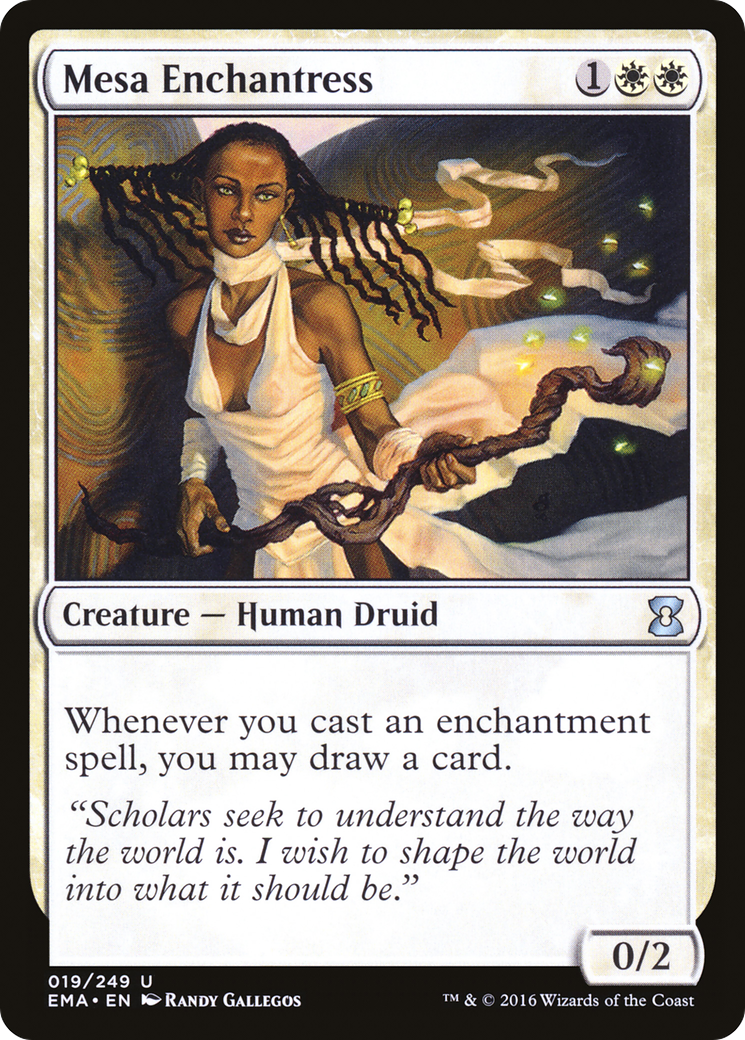 Mesa Enchantress 1
Creature — Human Druid
Whenever you cast an enchantment
spell, you may draw a card.
“Scholars seek to understand the way
the world is. I wish to shape the world
into what it should be.”
0/2
019/249 U
EMA • EN Randy Gallegos
™ & © 2016 Wizards of the Coast